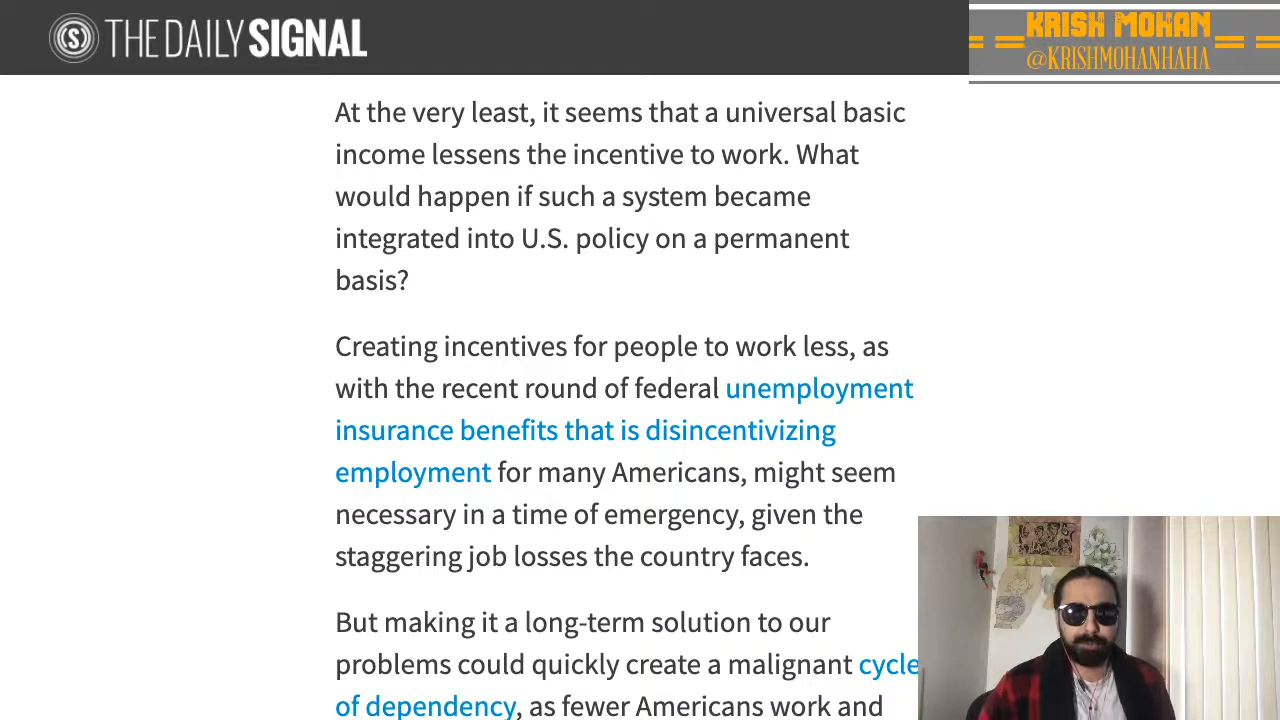 THE DAILY SIGNAL
KRISH MOHAN
@KRISHMOHANHAHA
At the very least, it seems that a universal basic
income lessens the incentive to work. What
would happen if such a system became
integrated into U.S. policy on a permanent
basis?
Creating incentives for people to work less, as
with the recent round of federal unemployment
insurance benefits that is disincentivizing
employment for many Americans, might seem
necessary in a time of emergency, given the
staggering job losses the country faces.
But making it a long-term solution to our
problems could quickly create a malignant cycle
of dependency, as fewer Americans work and